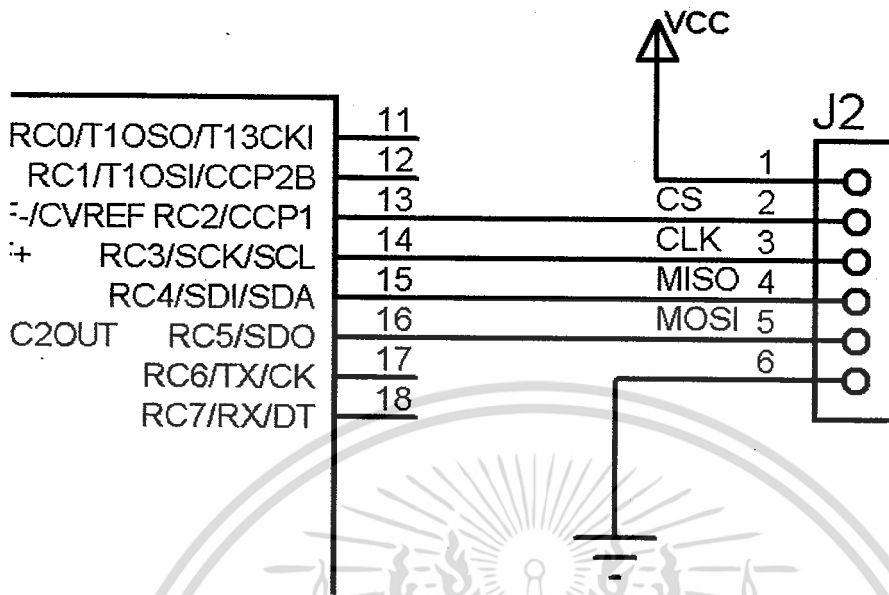 VCC
J2
RC0/T1OSO/T13CKI 11
RC1/T1OSI/CCP2B 12
F-/CVREF RC2/CCP1 13 CS 2
RC3/SCK/SCL 14 CLK 3
RC4/SDI/SDA 15 MISO 4
C2OUT RC5/SDO 16 MOSI 5
RC6/TX/CK 17 6
RC7/RX/DT 18
1